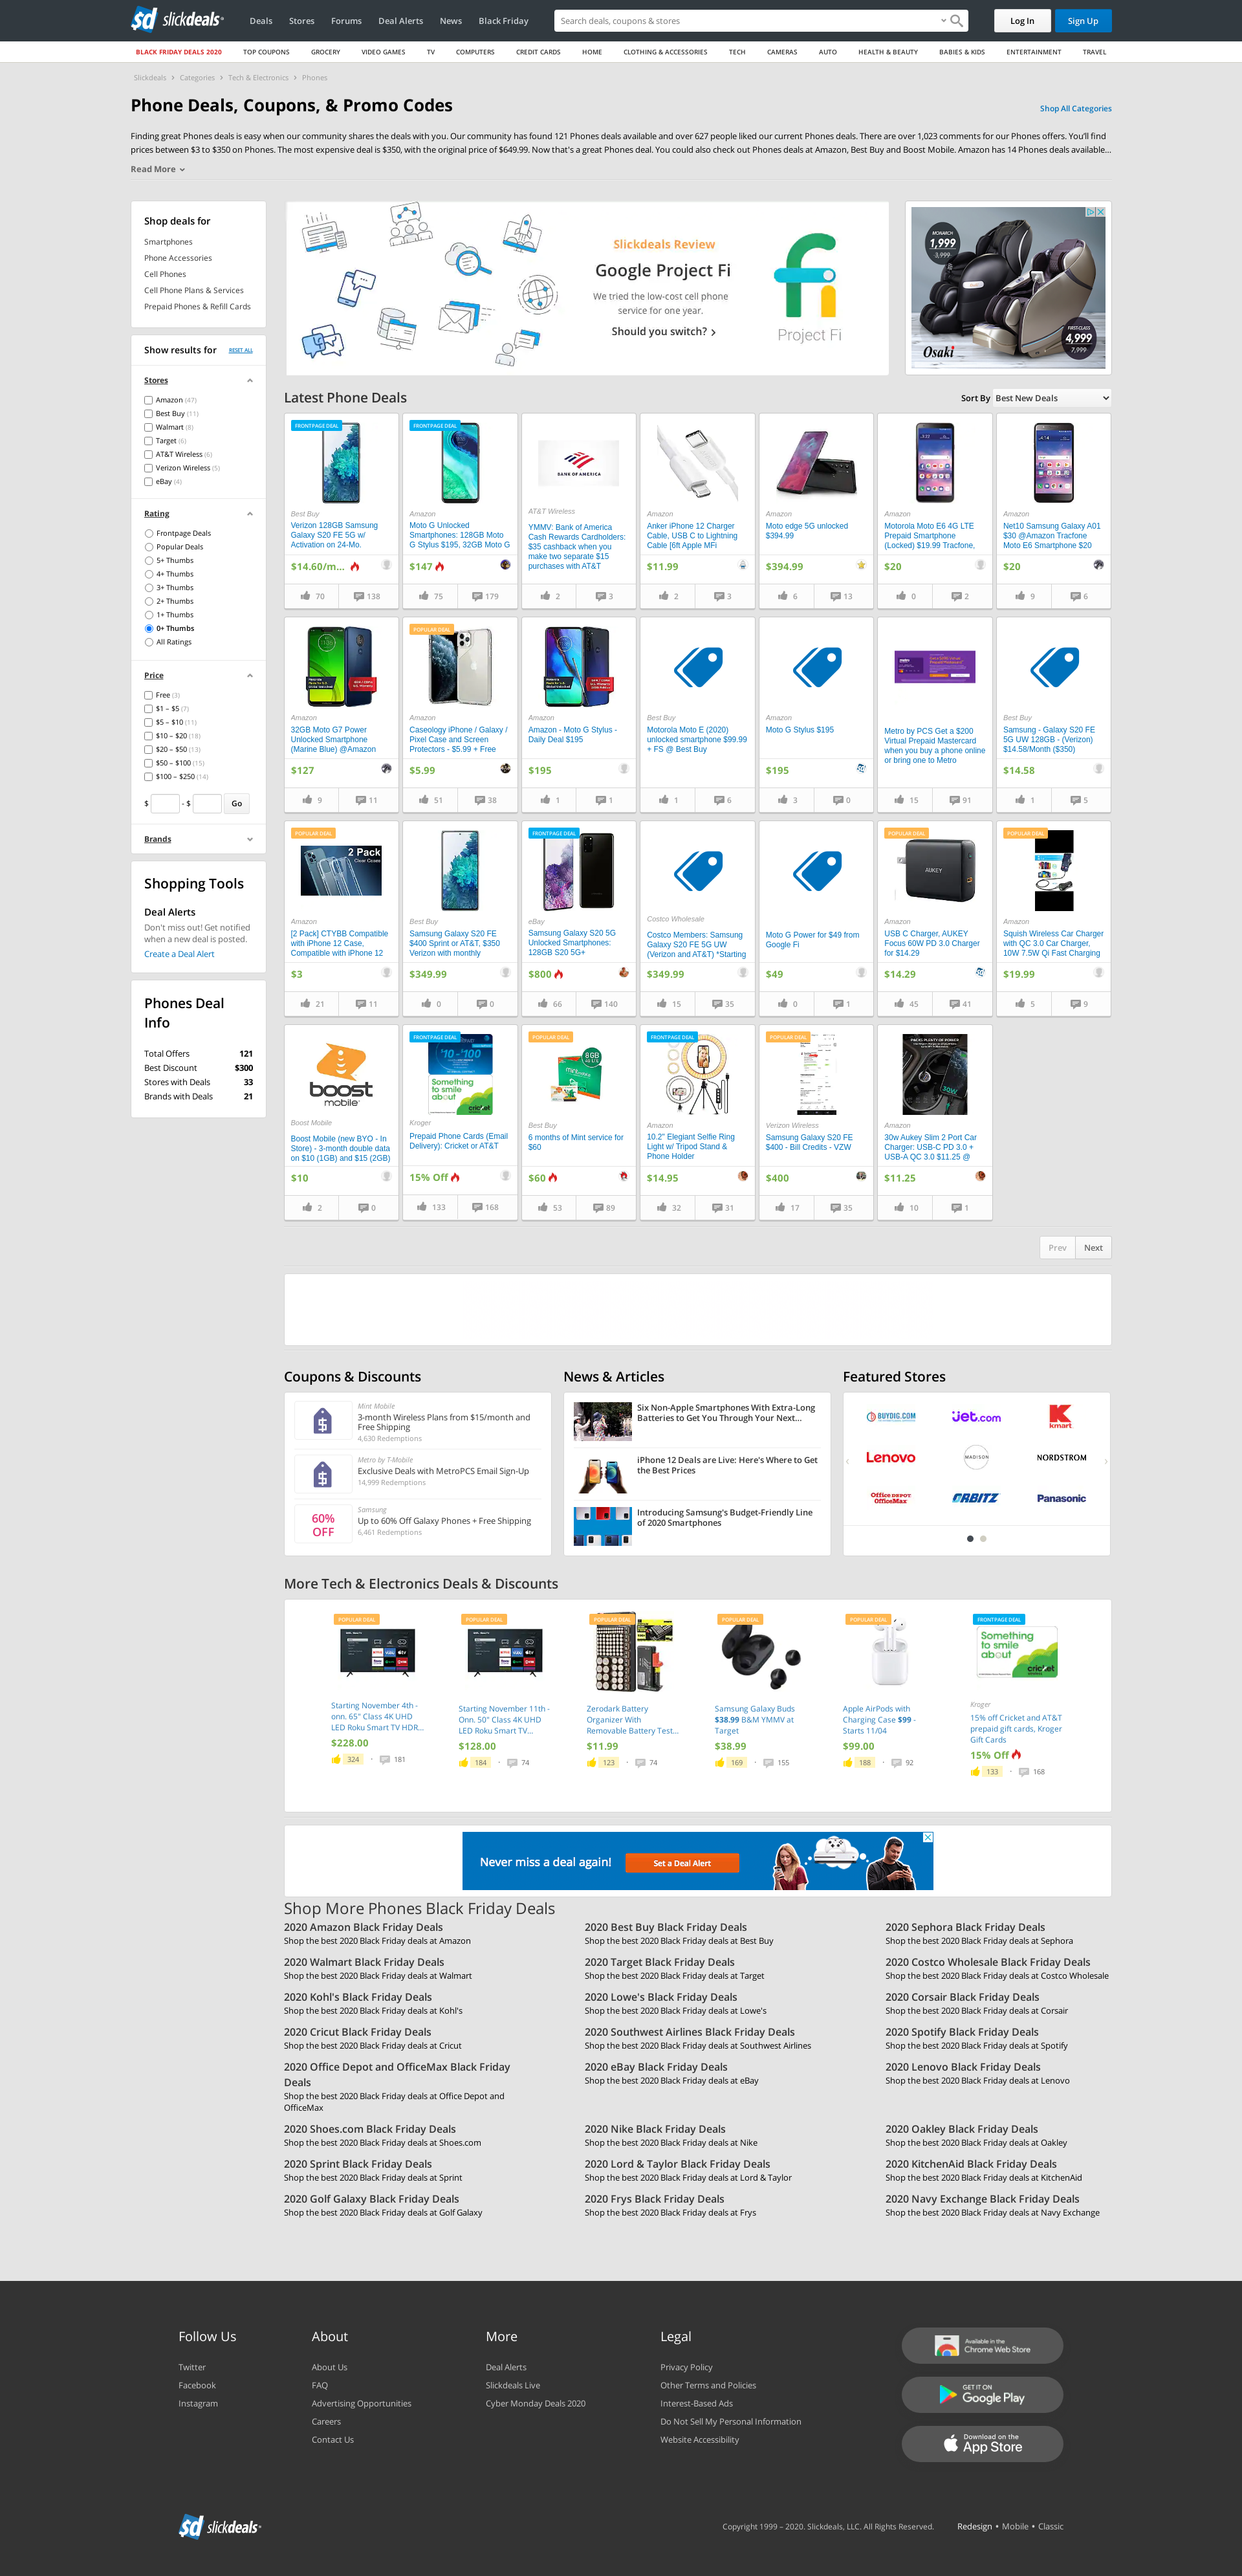 slickdeals
Deals
Stores
Forums
Deal Alerts
News
Black Friday
Search deals, coupons & stores
Log In
Sign Up
BLACK FRIDAY DEALS 2020
TOP COUPONS
GROCERY
VIDEO GAMES
TV
COMPUTERS
CREDIT CARDS
HOME
CLOTHING & ACCESSORIES
TECH
CAMERAS
AUTO
HEALTH & BEAUTY
BABIES & KIDS
ENTERTAINMENT
TRAVEL
Slickdeals › Categories › Tech & Electronics › Phones
Phone Deals, Coupons, & Promo Codes
Shop All Categories
Finding great Phones deals is easy when our community shares the deals with you. Our community has found 121 Phones deals available and over 627 people liked our current Phones deals. There are over 1,023 comments for our Phones offers. You'll find
prices between $3 to $350 on Phones. The most expensive deal is $350, with the original price of $649.99. Now that's a great Phones deal. You could also check out Phones deals at Amazon, Best Buy and Boost Mobile. Amazon has 14 Phones deals available...
Read More
Shop deals for
Smartphones
Phone Accessories
Cell Phones
Cell Phone Plans & Services
Prepaid Phones & Refill Cards
Show results for
RESET ALL
Stores
Amazon (47)
Best Buy (11)
Walmart (8)
Target (6)
AT&T Wireless (6)
Verizon Wireless (5)
eBay (4)
Rating
Frontpage Deals
Popular Deals
5+ Thumbs
4+ Thumbs
3+ Thumbs
2+ Thumbs
1+ Thumbs
0+ Thumbs
All Ratings
Price
Free (3)
$1 – $5 (7)
$5 – $10 (11)
$10 – $20 (18)
$20 – $50 (13)
$50 – $100 (15)
$100 – $250 (14)
$ - $ Go
Brands
Shopping Tools
Deal Alerts
Don't miss out! Get notified
when a new deal is posted.
Create a Deal Alert
Phones Deal
Info
Total Offers 121
Best Discount $300
Stores with Deals 33
Brands with Deals 21
Slickdeals Review
Google Project Fi
We tried the low-cost cell phone
service for one year.
Should you switch? ›
Project Fi
MONARCH
1,999
3,999
FIRST-CLASS
4,999
7,999
Osaki
Latest Phone Deals
Sort By Best New Deals
FRONTPAGE DEAL
Best Buy
Verizon 128GB Samsung
Galaxy S20 FE 5G w/
Activation on 24-Mo.
$14.60/m...
70 138
FRONTPAGE DEAL
Amazon
Moto G Unlocked
Smartphones: 128GB Moto
G Stylus $195, 32GB Moto G
$147
75 179
BANK OF AMERICA
AT&T Wireless
YMMV: Bank of America
Cash Rewards Cardholders:
$35 cashback when you
make two separate $15
purchases with AT&T
2 3
Amazon
Anker iPhone 12 Charger
Cable, USB C to Lightning
Cable [6ft Apple MFi
$11.99
2 3
Amazon
Moto edge 5G unlocked
$394.99
$394.99
6 13
Amazon
Motorola Moto E6 4G LTE
Prepaid Smartphone
(Locked) $19.99 Tracfone,
$20
0 2
Amazon
Net10 Samsung Galaxy A01
$30 @Amazon Tracfone
Moto E6 Smartphone $20
$20
9 6
Amazon
32GB Moto G7 Power
Unlocked Smartphone
(Marine Blue) @Amazon
$127
9 11
POPULAR DEAL
Amazon
Caseology iPhone / Galaxy /
Pixel Case and Screen
Protectors - $5.99 + Free
$5.99
51 38
Amazon
Amazon - Moto G Stylus -
Daily Deal $195
$195
1 1
Best Buy
Motorola Moto E (2020)
unlocked smartphone $99.99
+ FS @ Best Buy
1 6
Amazon
Moto G Stylus $195
$195
3 0
Metro by PCS Get a $200
Virtual Prepaid Mastercard
when you buy a phone online
or bring one to Metro
15 91
Best Buy
Samsung - Galaxy S20 FE
5G UW 128GB - (Verizon)
$14.58/Month ($350)
$14.58
1 5
POPULAR DEAL
2 Pack
Clear Cases
Amazon
[2 Pack] CTYBB Compatible
with iPhone 12 Case,
Compatible with iPhone 12
$3
21 11
Best Buy
Samsung Galaxy S20 FE
$400 Sprint or AT&T, $350
Verizon with monthly
$349.99
0 0
FRONTPAGE DEAL
eBay
Samsung Galaxy S20 5G
Unlocked Smartphones:
128GB S20 5G+
$800
66 140
Costco Wholesale
Costco Members: Samsung
Galaxy S20 FE 5G UW
(Verizon and AT&T) *Starting
$349.99
15 35
Moto G Power for $49 from
Google Fi
$49
0 1
POPULAR DEAL
AUKEY
Amazon
USB C Charger, AUKEY
Focus 60W PD 3.0 Charger
for $14.29
$14.29
45 41
POPULAR DEAL
Amazon
Squish Wireless Car Charger
with QC 3.0 Car Charger,
10W 7.5W Qi Fast Charging
$19.99
5 9
boost
mobile
Boost Mobile
Boost Mobile (new BYO - In
Store) - 3-month double data
on $10 (1GB) and $15 (2GB)
$10
2 0
FRONTPAGE DEAL
$10-$100
Something
to smile
about
cricket
Kroger
Prepaid Phone Cards (Email
Delivery): Cricket or AT&T
15% Off
133 168
POPULAR DEAL
8GB
Best Buy
6 months of Mint service for
$60
$60
53 89
FRONTPAGE DEAL
Amazon
10.2" Elegiant Selfie Ring
Light w/ Tripod Stand &
Phone Holder
$14.95
32 31
POPULAR DEAL
Verizon Wireless
Samsung Galaxy S20 FE
$400 - Bill Credits - VZW
$400
17 35
30W
Amazon
30w Aukey Slim 2 Port Car
Charger: USB-C PD 3.0 +
USB-A QC 3.0 $11.25 @
$11.25
10 1
Prev
Next
Coupons & Discounts
Mint Mobile
3-month Wireless Plans from $15/month and
Free Shipping
4,630 Redemptions
Metro by T-Mobile
Exclusive Deals with MetroPCS Email Sign-Up
14,999 Redemptions
60%
OFF
Samsung
Up to 60% Off Galaxy Phones + Free Shipping
6,461 Redemptions
News & Articles
Six Non-Apple Smartphones With Extra-Long
Batteries to Get You Through Your Next...
iPhone 12 Deals are Live: Here's Where to Get
the Best Prices
Introducing Samsung's Budget-Friendly Line
of 2020 Smartphones
Featured Stores
BUYDIG.COM
Jet.com
kmart
Lenovo
MADISON
NORDSTROM
Office DEPOT
OfficeMax
ORBITZ
Panasonic
More Tech & Electronics Deals & Discounts
POPULAR DEAL
Starting November 4th -
onn. 65" Class 4K UHD
LED Roku Smart TV HDR...
$228.00
324 • 181
POPULAR DEAL
Starting November 11th -
Onn. 50" Class 4K UHD
LED Roku Smart TV...
$128.00
184 • 74
POPULAR DEAL
Zerodark Battery
Organizer With
Removable Battery Test...
$11.99
123 • 74
POPULAR DEAL
Samsung Galaxy Buds
$38.99 B&M YMMV at
Target
$38.99
169 • 155
POPULAR DEAL
Apple AirPods with
Charging Case $99 -
Starts 11/04
$99.00
188 • 92
FRONTPAGE DEAL
Something
to smile
about
cricket
Kroger
15% off Cricket and AT&T
prepaid gift cards, Kroger
Gift Cards
15% Off
133 • 168
Never miss a deal again!
Set a Deal Alert
Shop More Phones Black Friday Deals
2020 Amazon Black Friday Deals
Shop the best 2020 Black Friday deals at Amazon
2020 Best Buy Black Friday Deals
Shop the best 2020 Black Friday deals at Best Buy
2020 Sephora Black Friday Deals
Shop the best 2020 Black Friday deals at Sephora
2020 Walmart Black Friday Deals
Shop the best 2020 Black Friday deals at Walmart
2020 Target Black Friday Deals
Shop the best 2020 Black Friday deals at Target
2020 Costco Wholesale Black Friday Deals
Shop the best 2020 Black Friday deals at Costco Wholesale
2020 Kohl's Black Friday Deals
Shop the best 2020 Black Friday deals at Kohl's
2020 Lowe's Black Friday Deals
Shop the best 2020 Black Friday deals at Lowe's
2020 Corsair Black Friday Deals
Shop the best 2020 Black Friday deals at Corsair
2020 Cricut Black Friday Deals
Shop the best 2020 Black Friday deals at Cricut
2020 Southwest Airlines Black Friday Deals
Shop the best 2020 Black Friday deals at Southwest Airlines
2020 Spotify Black Friday Deals
Shop the best 2020 Black Friday deals at Spotify
2020 Office Depot and OfficeMax Black Friday
Deals
Shop the best 2020 Black Friday deals at Office Depot and
OfficeMax
2020 eBay Black Friday Deals
Shop the best 2020 Black Friday deals at eBay
2020 Lenovo Black Friday Deals
Shop the best 2020 Black Friday deals at Lenovo
2020 Shoes.com Black Friday Deals
Shop the best 2020 Black Friday deals at Shoes.com
2020 Nike Black Friday Deals
Shop the best 2020 Black Friday deals at Nike
2020 Oakley Black Friday Deals
Shop the best 2020 Black Friday deals at Oakley
2020 Sprint Black Friday Deals
Shop the best 2020 Black Friday deals at Sprint
2020 Lord & Taylor Black Friday Deals
Shop the best 2020 Black Friday deals at Lord & Taylor
2020 KitchenAid Black Friday Deals
Shop the best 2020 Black Friday deals at KitchenAid
2020 Golf Galaxy Black Friday Deals
Shop the best 2020 Black Friday deals at Golf Galaxy
2020 Frys Black Friday Deals
Shop the best 2020 Black Friday deals at Frys
2020 Navy Exchange Black Friday Deals
Shop the best 2020 Black Friday deals at Navy Exchange
Follow Us
Twitter
Facebook
Instagram
About
About Us
FAQ
Advertising Opportunities
Careers
Contact Us
More
Deal Alerts
Slickdeals Live
Cyber Monday Deals 2020
Legal
Privacy Policy
Other Terms and Policies
Interest-Based Ads
Do Not Sell My Personal Information
Website Accessibility
Available in the
Chrome Web Store
GET IT ON
Google Play
Download on the
App Store
slickdeals
Copyright 1999 – 2020. Slickdeals, LLC. All Rights Reserved.
Redesign • Mobile • Classic